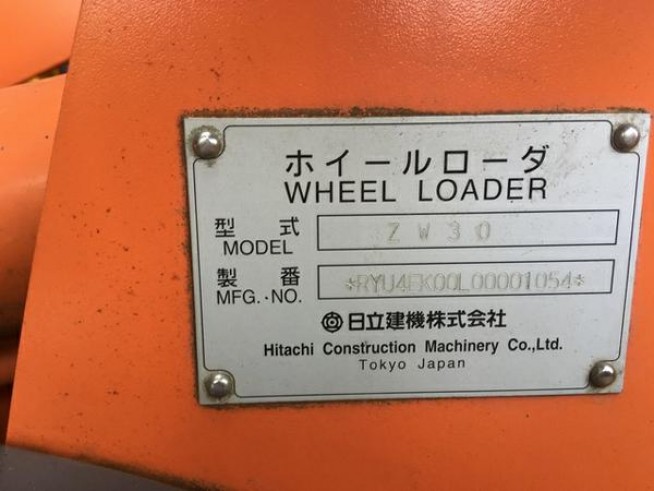 ホイールローダ
WHEEL LOADER
型式 ZW30
MODEL
製番 *RYU4EK00L00001054*
MFG.·NO.
日立建機株式会社
Hitachi Construction Machinery Co.,Ltd.
Tokyo Japan